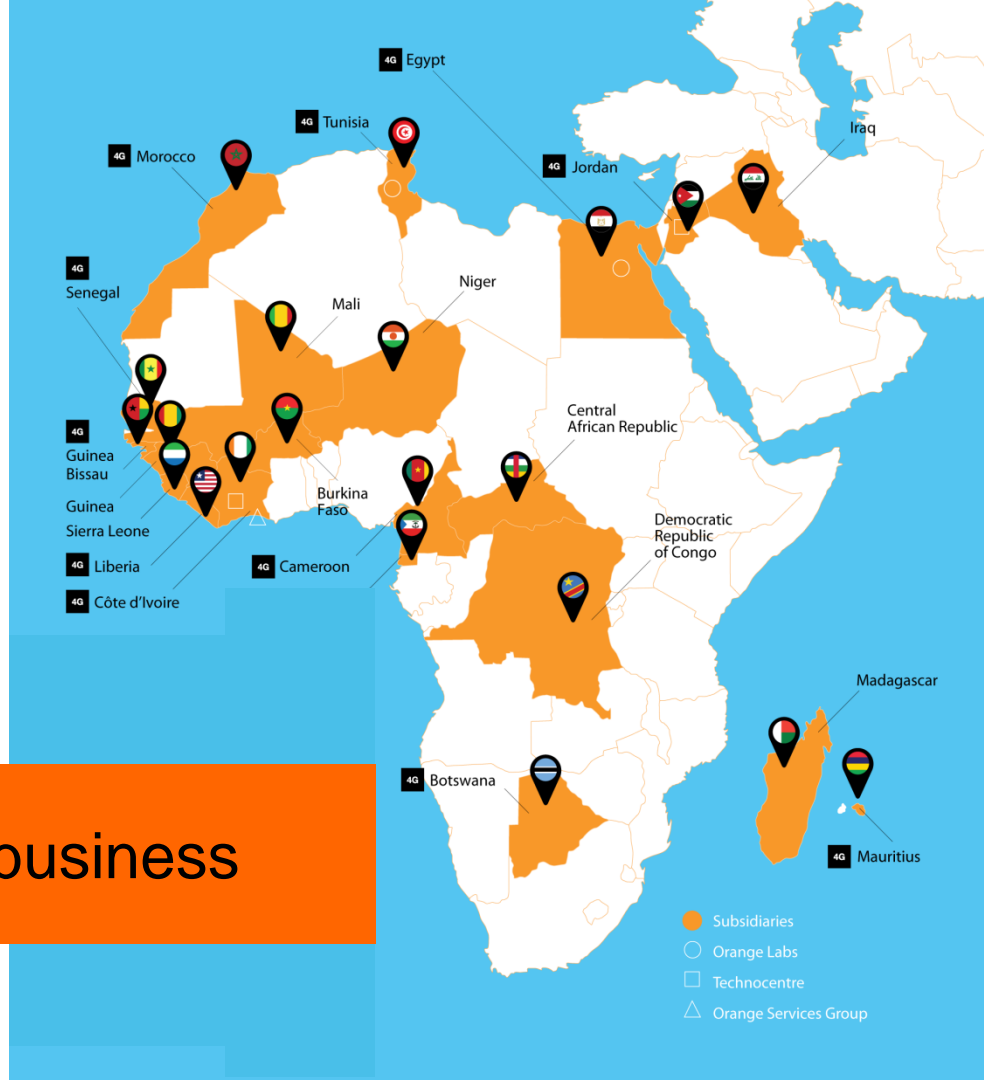 4G Egypt
4G Tunisia
Iraq
4G Morocco
4G Jordan
4G
Senegal
Niger
Mali
Central
African Republic
4G
Guinea
Bissau
Burkina
Faso
Guinea
Democratic
Republic
of Congo
Sierra Leone
4G Liberia
4G Cameroon
4G Côte d'Ivoire
Madagascar
4G Botswana
business
4G Mauritius
Subsidiaries
Orange Labs
Technocentre
Orange Services Group